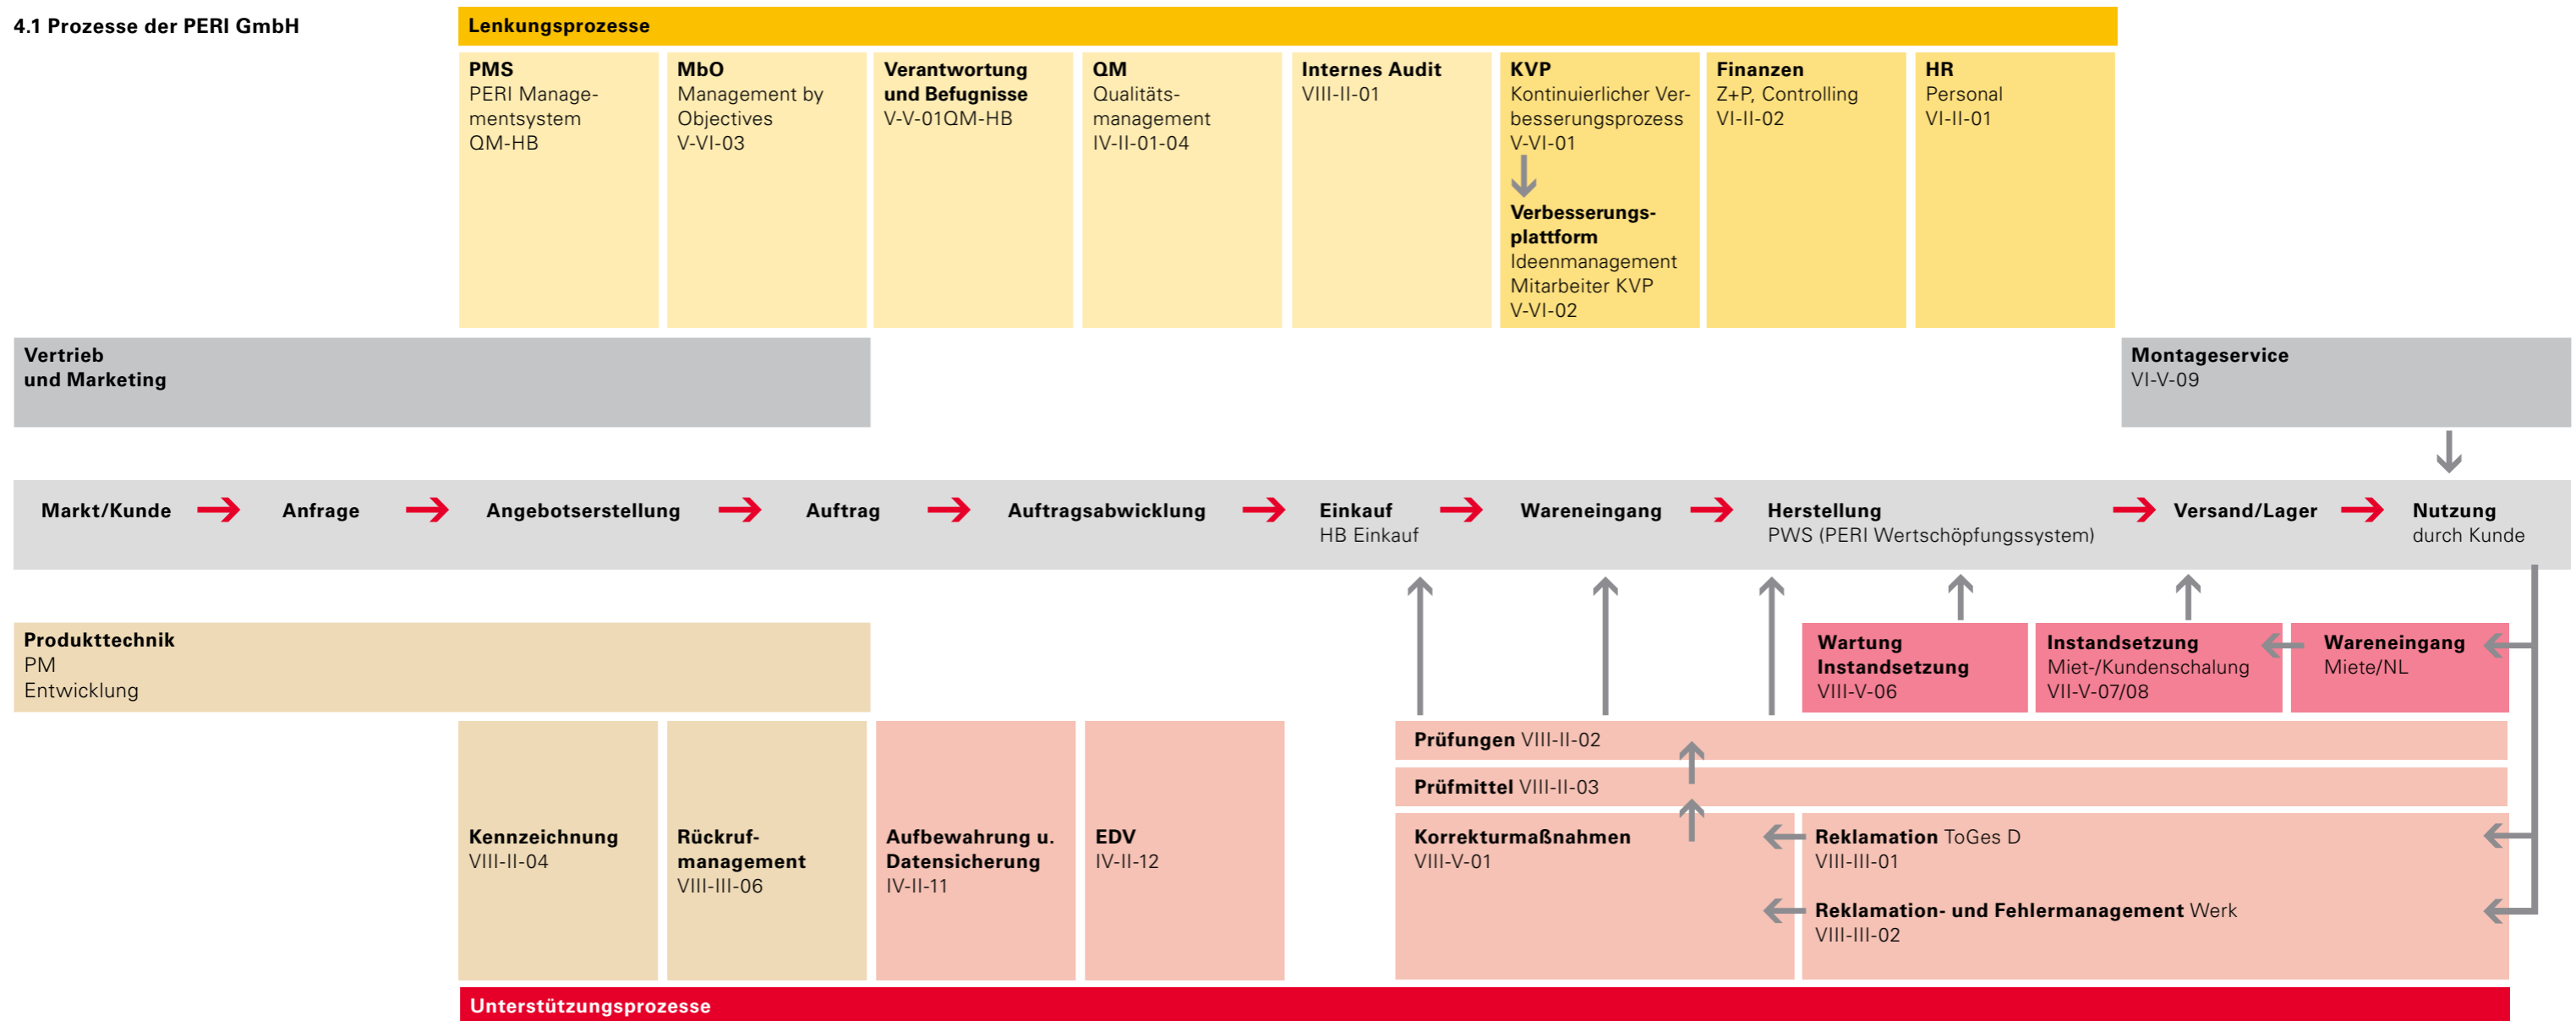 4.1 Prozesse der PERI GmbH
Lenkungsprozesse
PMS
PERI Manage-
mentsystem
QM-HB
MbO
Management by
Objectives
V-VI-03
Verantwortung
und Befugnisse
V-V-01QM-HB
QM
Qualitäts-
management
IV-II-01-04
Internes Audit
VIII-II-01
KVP
Kontinuierlicher Ver-
besserungsprozess
V-VI-01
Verbesserungs-
plattform
Ideenmanagement
Mitarbeiter KVP
V-VI-02
Finanzen
Z+P, Controlling
VI-II-02
HR
Personal
VI-II-01
Vertrieb
und Marketing
Montageservice
VI-V-09
Markt/Kunde
Anfrage
Angebotserstellung
Auftrag
Auftragsabwicklung
Einkauf
HB Einkauf
Wareneingang
Herstellung
PWS (PERI Wertschöpfungssystem)
Versand/Lager
Nutzung
durch Kunde
Produkttechnik
PM
Entwicklung
Wartung
Instandsetzung
VIII-V-06
Instandsetzung
Miet-/Kundenschalung
VII-V-07/08
Wareneingang
Miete/NL
Kennzeichnung
VIII-II-04
Rückruf-
management
VIII-III-06
Aufbewahrung u.
Datensicherung
IV-II-11
EDV
IV-II-12
Prüfungen VIII-II-02
Prüfmittel VIII-II-03
Korrekturmaßnahmen
VIII-V-01
Reklamation ToGes D
VIII-III-01
Reklamation- und Fehlermanagement Werk
VIII-III-02
Unterstützungsprozesse